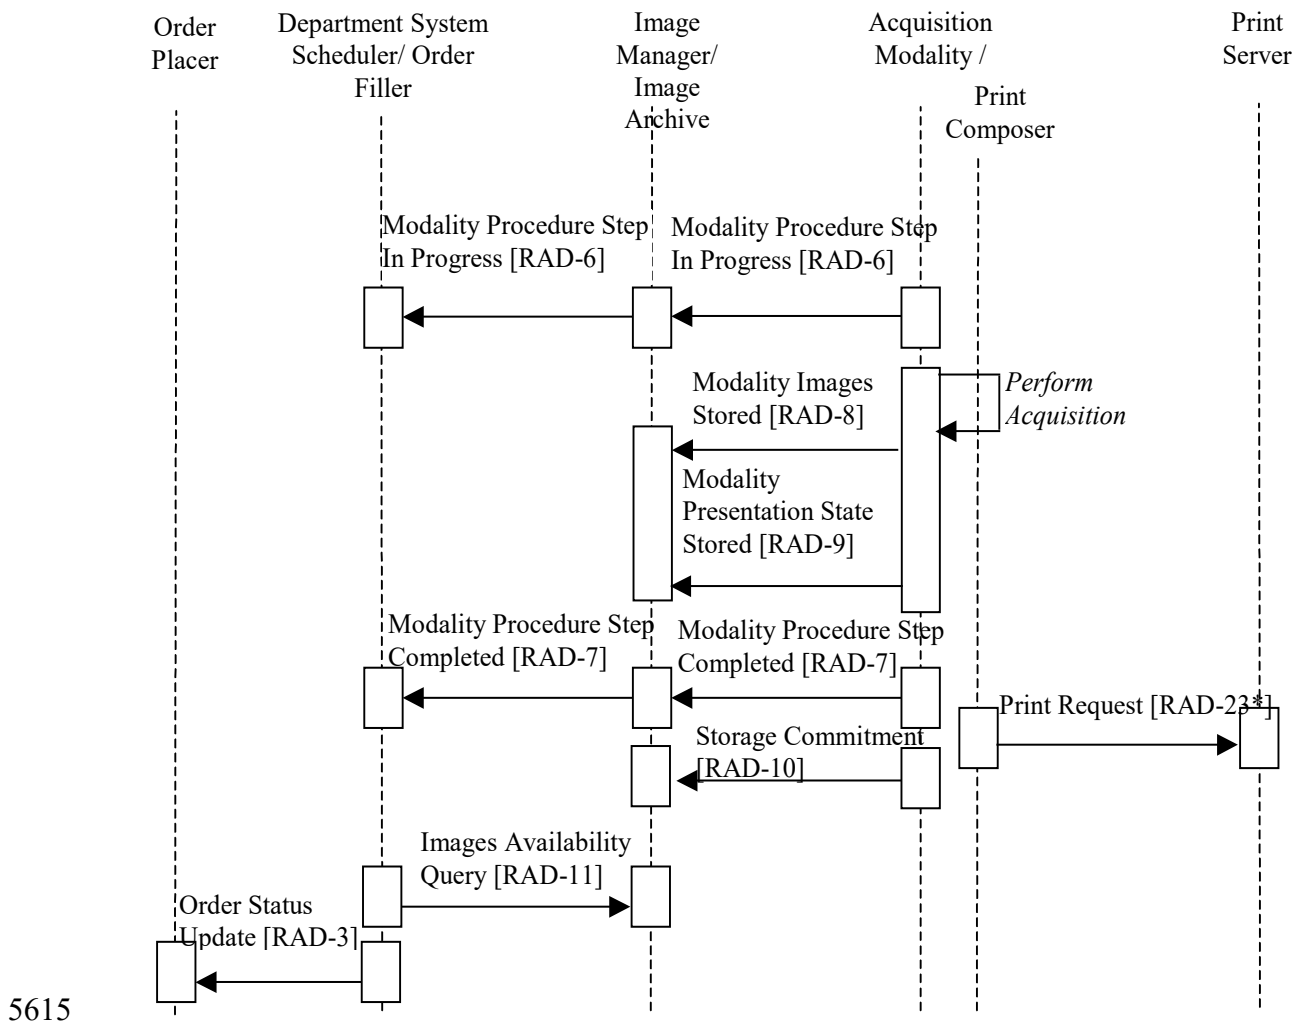 Order
Placer
Department System
Scheduler/ Order
Filler
Image
Manager/
Image
Archive
Acquisition
Modality /
Print
Composer
Print
Server
Modality Procedure Step
In Progress [RAD-6]
Modality Procedure Step
In Progress [RAD-6]
Modality Images
Stored [RAD-8]
Perform
Acquisition
Modality
Presentation State
Stored [RAD-9]
Modality Procedure Step
Completed [RAD-7]
Modality Procedure Step
Completed [RAD-7]
Print Request [RAD-23*]
Storage Commitment
[RAD-10]
Images Availability
Query [RAD-11]
Order Status
Update [RAD-3]
5615